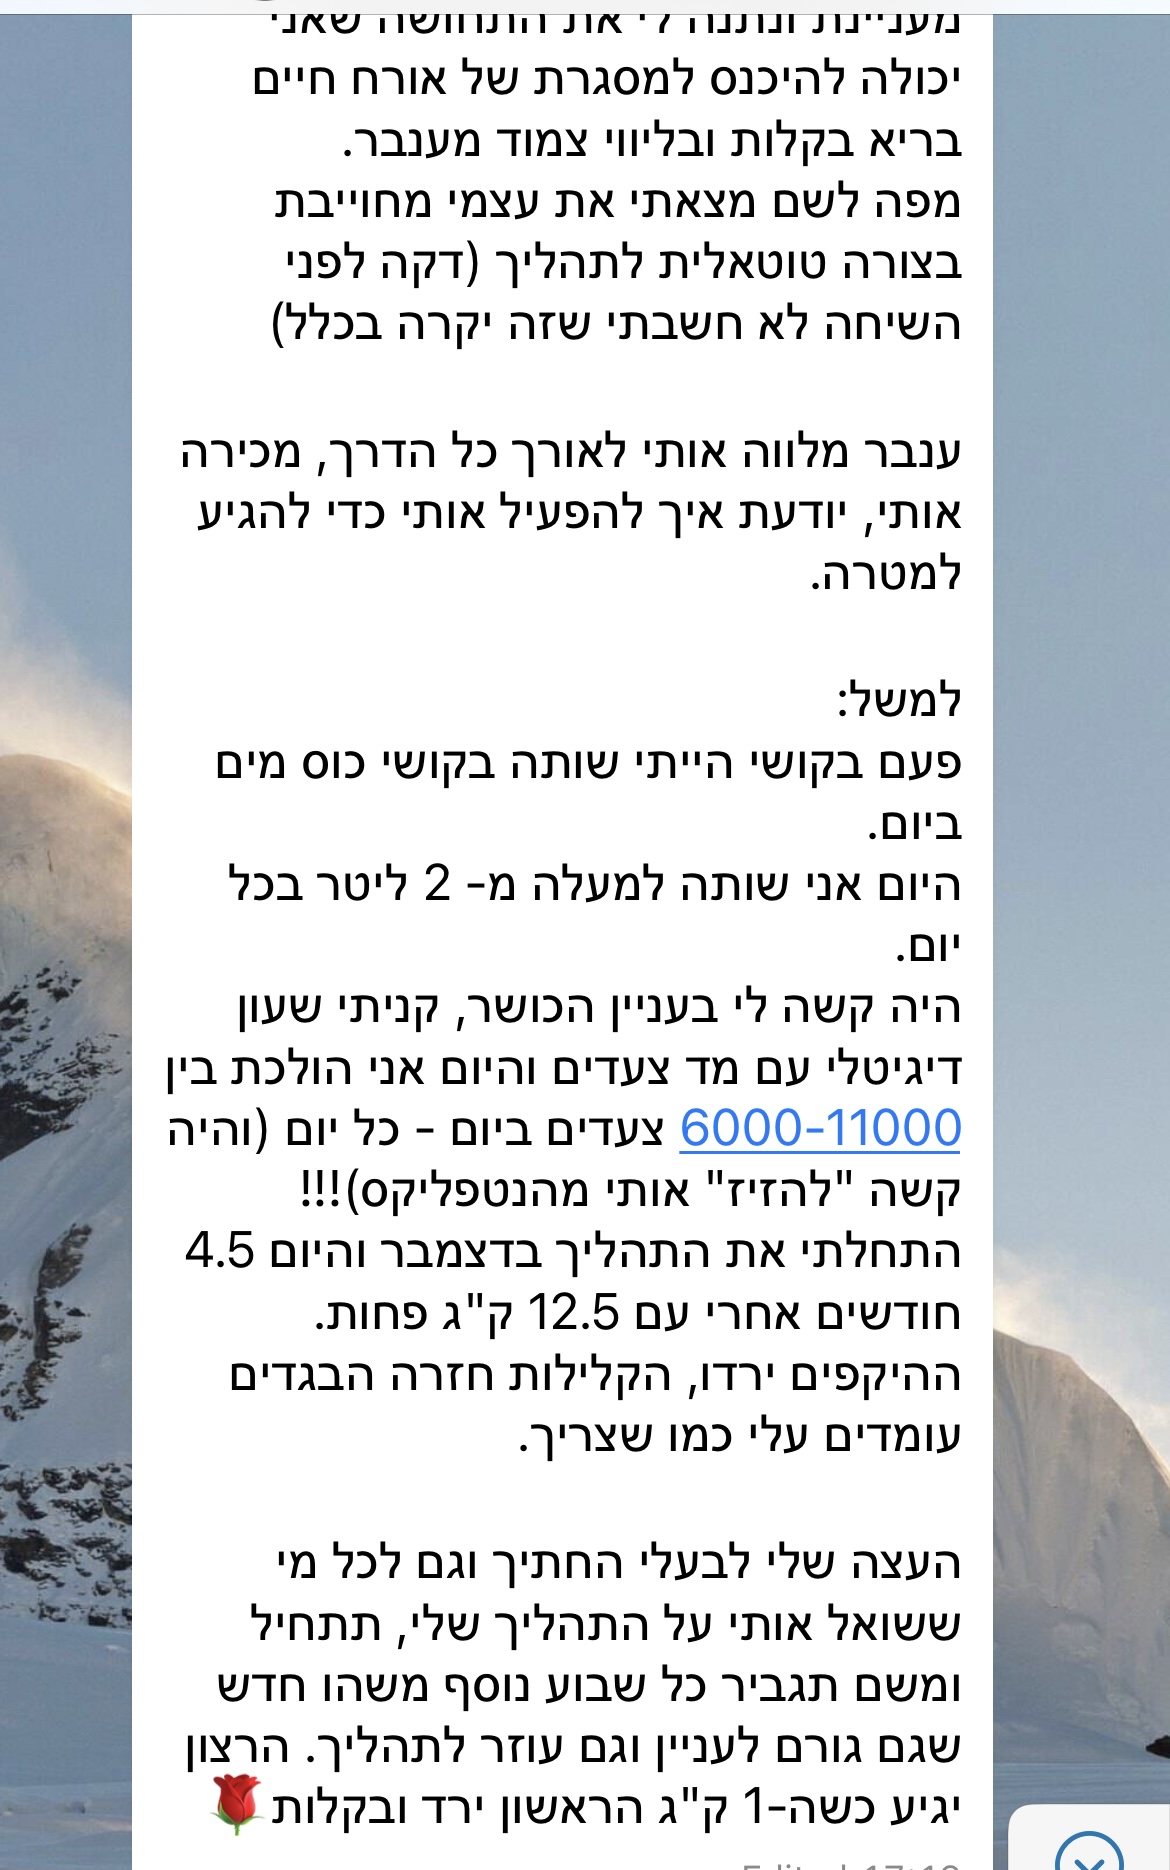 מעניינת ונתנה לי את התחושה שאני
יכולה להיכנס למסגרת של אורח חיים
בריא בקלות ובליווי צמוד מענבר.
מפה לשם מצאתי את עצמי מחוייבת
בצורה טוטאלית לתהליך (דקה לפני
השיחה לא חשבתי שזה יקרה בכלל)
ענבר מלווה אותי לאורך כל הדרך, מכירה
אותי, יודעת איך להפעיל אותי כדי להגיע
למטרה.
למשל:
פעם בקושי הייתי שותה בקושי כוס מים
ביום.
היום אני שותה למעלה מ- 2 ליטר בכל
יום.
היה קשה לי בעניין הכושר, קניתי שעון
דיגיטלי עם מד צעדים והיום אני הולכת בין
6000-11000 צעדים ביום - כל יום (והיה
קשה "להזיז" אותי מהנטפליקס)!!!
התחלתי את התהליך בדצמבר והיום 4.5
חודשים אחרי עם 12.5 ק"ג פחות.
ההיקפים ירדו, הקלילות חזרה הבגדים
עומדים עלי כמו שצריך.
העצה שלי לבעלי החתיך וגם לכל מי
ששואל אותי על התהליך שלי, תתחיל
ומשם תגביר כל שבוע נוסף משהו חדש
שגם גורם לעניין וגם עוזר לתהליך. הרצון
יגיע כשה-1 ק"ג הראשון ירד ובקלות🌹